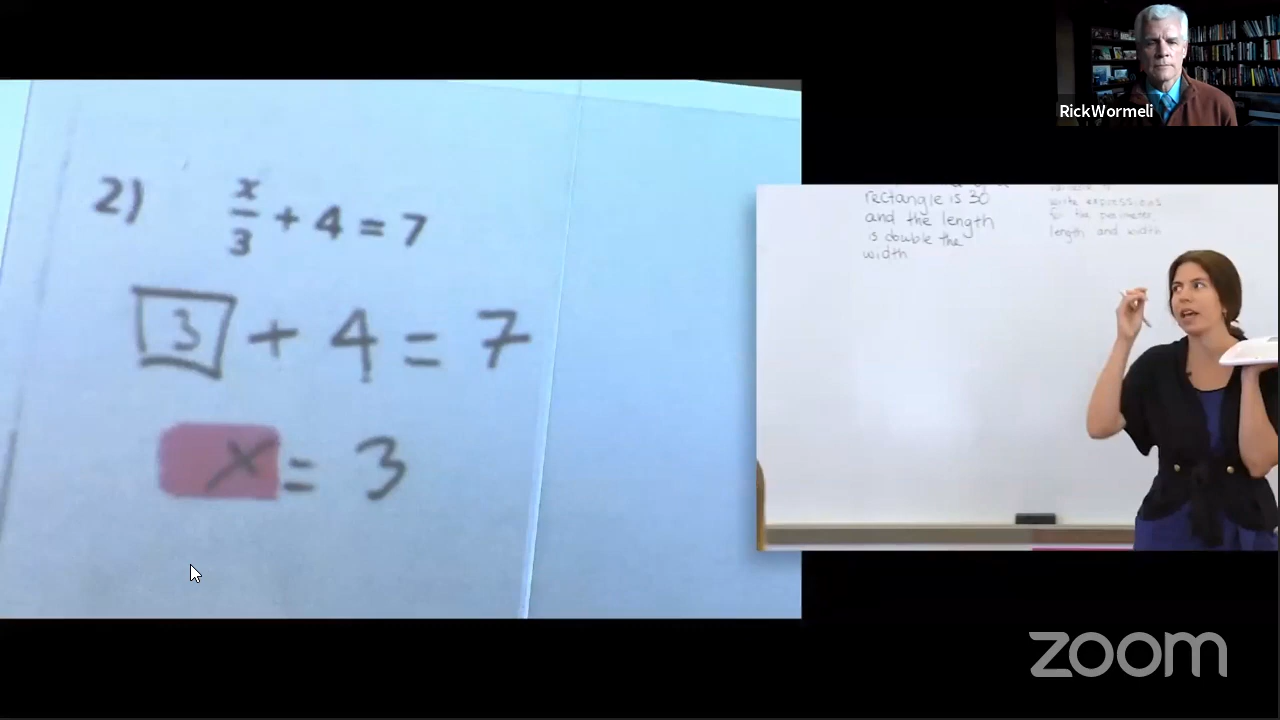 RickWormeli
2) x/3 + 4 = 7
3 + 4 = 7
x = 3
rectangle is 30
and the length
is double the
width
write expressions
for the perimeter
length and width
zoom